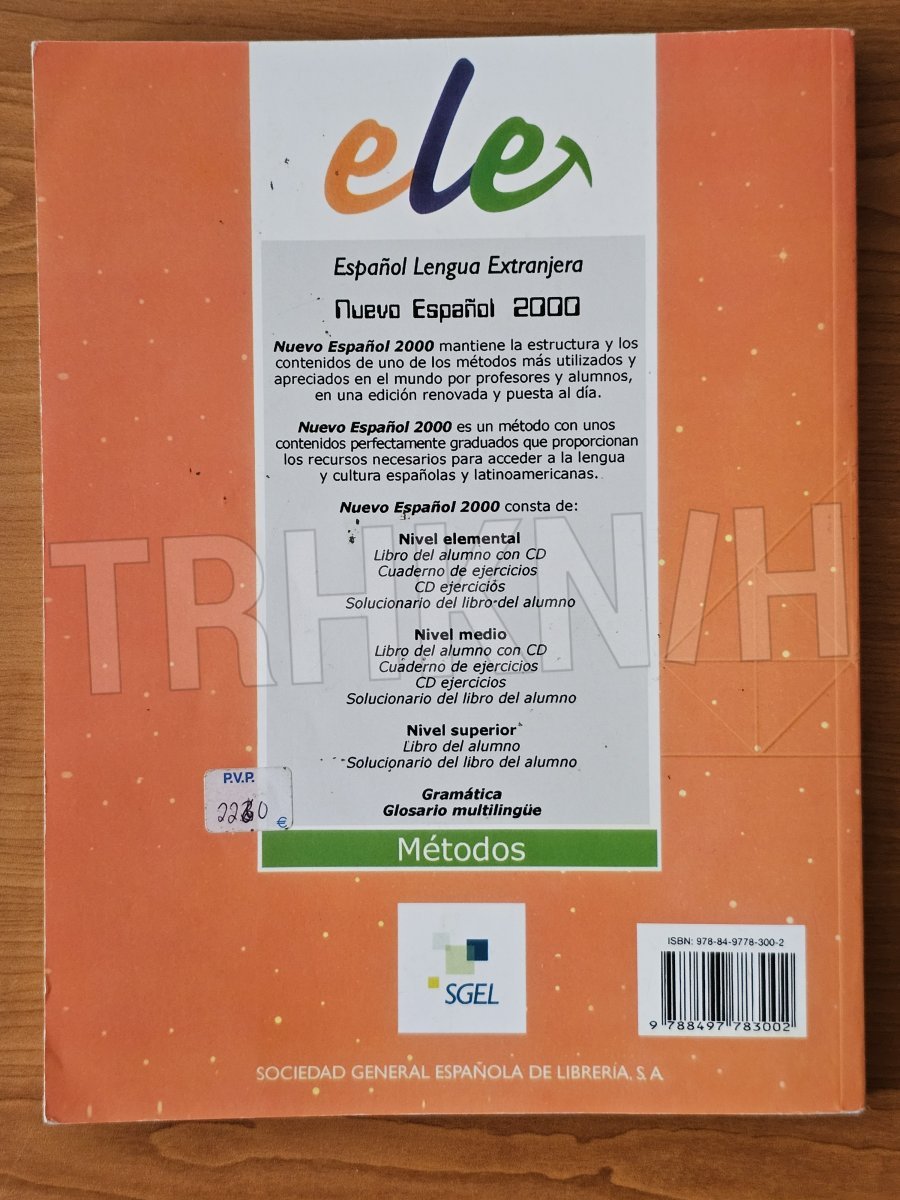 ele
Español Lengua Extranjera
Nuevo Español 2000
Nuevo Español 2000 mantiene la estructura y los
contenidos de uno de los métodos más utilizados y
apreciados en el mundo por profesores y alumnos,
en una edición renovada y puesta al día.
Nuevo Español 2000 es un método con unos
contenidos perfectamente graduados que proporcionan
los recursos necesarios para acceder a la lengua
y cultura españolas y latinoamericanas.
Nuevo Español 2000 consta de:
Nivel elemental
Libro del alumno con CD
Cuaderno de ejercicios
CD ejercicios
Solucionario del libro del alumno
TRHKN/H
Nivel medio
Libro del alumno con CD
Cuaderno de ejercicios
CD ejercicios
Solucionario del libro del alumno
Nivel superior
Libro del alumno
Solucionario del libro del alumno
P.V.P.
€
Gramática
Glosario multilingüe
Métodos
SGEL
ISBN: 978-84-9778-300-2
9 788497 783002
SOCIEDAD GENERAL ESPAÑOLA DE LIBRERÍA, S.A.